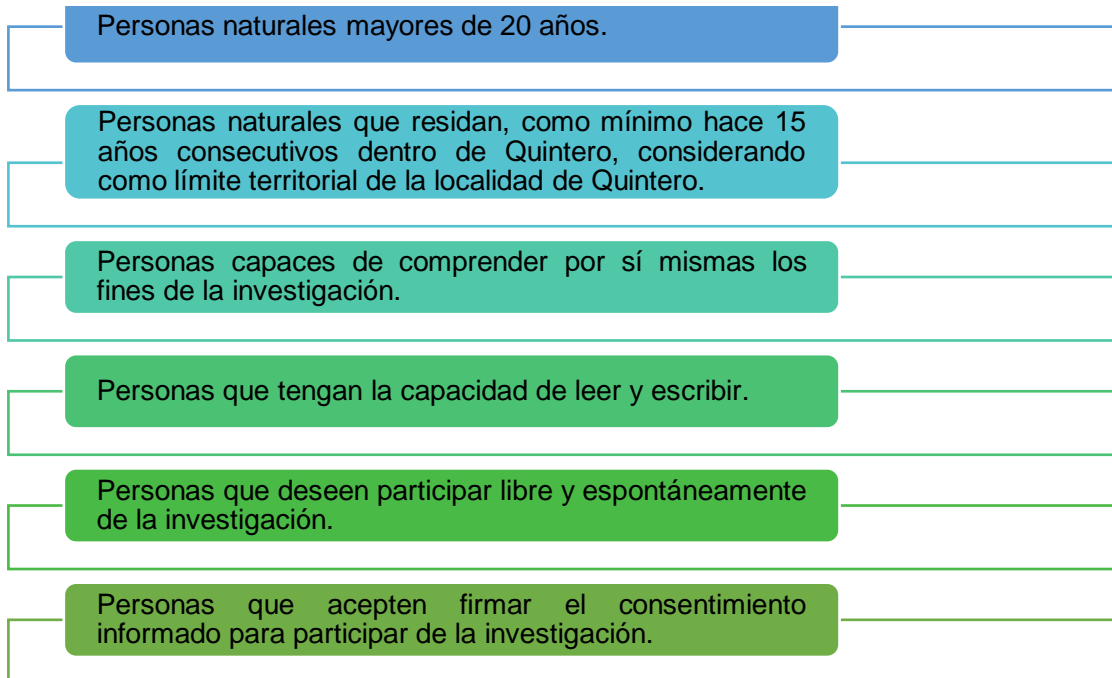 Personas naturales mayores de 20 años.
Personas naturales que residan, como mínimo hace 15
años consecutivos dentro de Quintero, considerando
como límite territorial de la localidad de Quintero.
Personas capaces de comprender por sí mismas los
fines de la investigación.
Personas que tengan la capacidad de leer y escribir.
Personas que deseen participar libre y espontáneamente
de la investigación.
Personas que acepten firmar el consentimiento
informado para participar de la investigación.